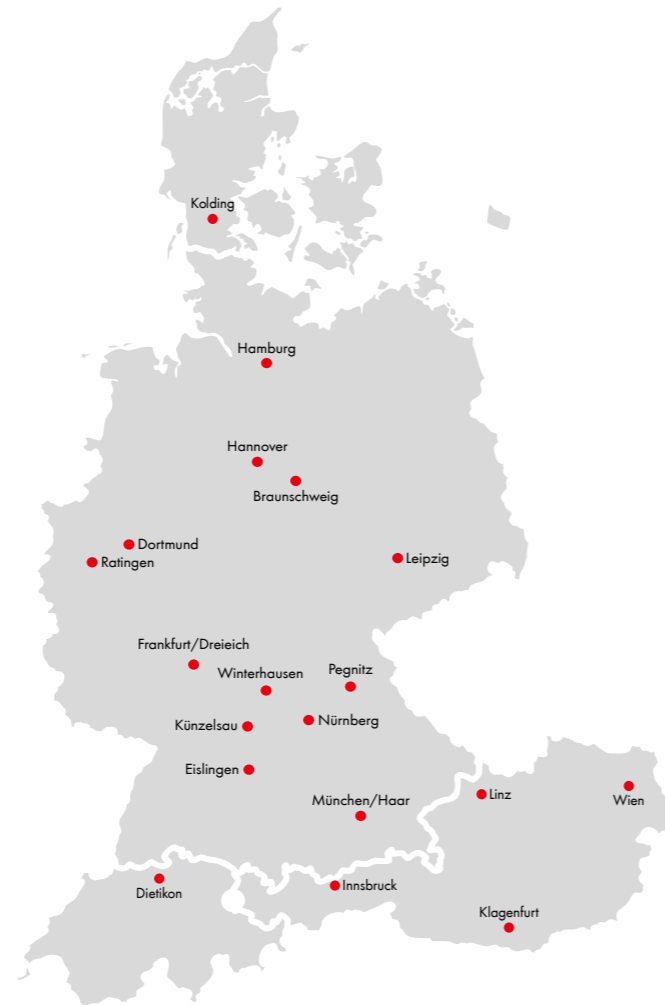 Kolding
Hamburg
Hannover
Braunschweig
Dortmund
Ratingen
Leipzig
Frankfurt/Dreieich
Winterhausen
Pegnitz
Künzelsau
Nürnberg
Eislingen
München/Haar
Linz
Wien
Dietikon
Innsbruck
Klagenfurt